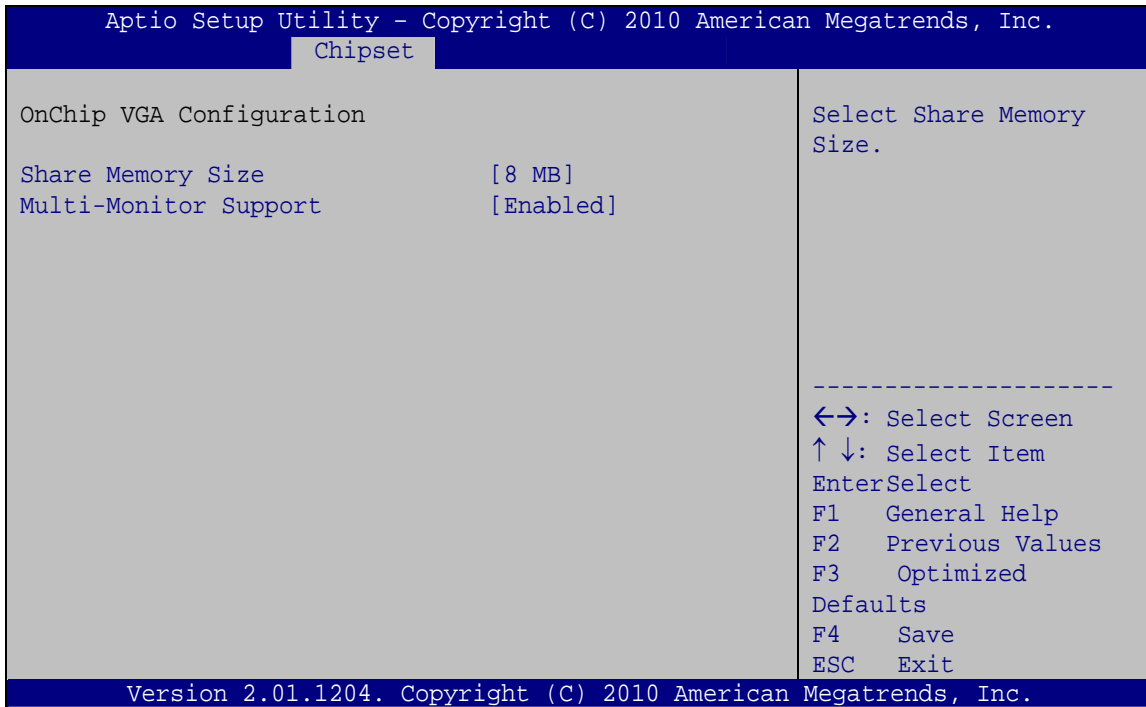 Aptio Setup Utility – Copyright (C) 2010 American Megatrends, Inc.
Chipset
OnChip VGA Configuration
Share Memory Size [8 MB]
Multi-Monitor Support [Enabled]
Select Share Memory
Size.
---------------------
←→: Select Screen
↑ ↓: Select Item
EnterSelect
F1 General Help
F2 Previous Values
F3 Optimized
Defaults
F4 Save
ESC Exit
Version 2.01.1204. Copyright (C) 2010 American Megatrends, Inc.